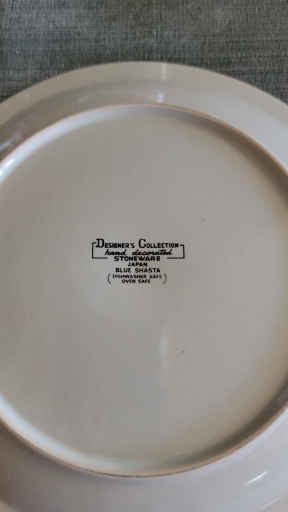 DESIGNER'S COLLECTION
hand decorated
STONEWARE
JAPAN
BLUE SHASTA
(DISHWASHER SAFE
OVEN SAFE)